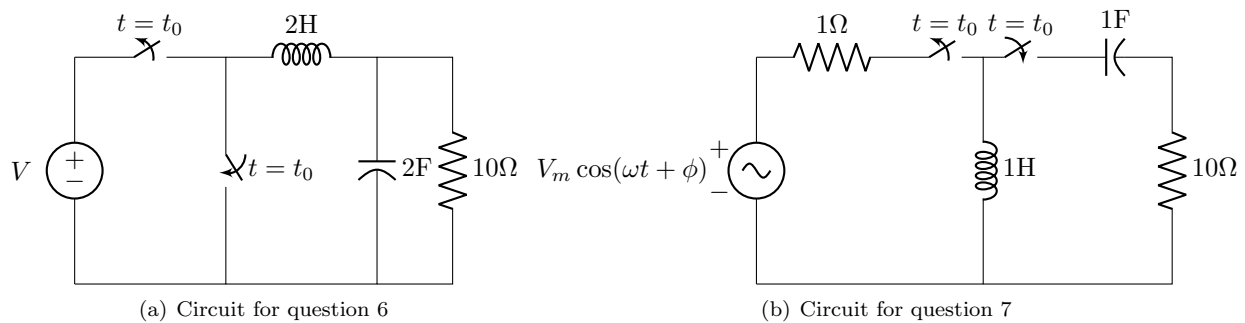 t = t₀
2H
V
+
−
t = t₀
2F
10Ω
(a) Circuit for question 6
1Ω
t = t₀
t = t₀
1F
V_m cos(ωt + ϕ)
+
−
1H
10Ω
(b) Circuit for question 7